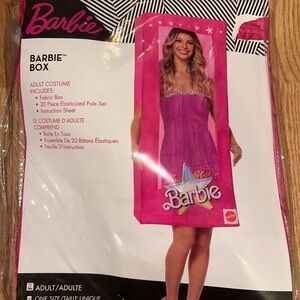 Barbie
BARBIE™
BOX
ADULT COSTUME
INCLUDES:
• Fabric Box
• 20 Piece Elasticized Pole Set
• Instruction Sheet
LE COSTUME D'ADULTE
COMPREND :
• Boîte En Tissu
• Ensemble De 20 Bâtons Élastiques
• Feuille D'instruction
Barbie
ADULT/ADULTE
ONE SIZE/TAILLE UNIQUE